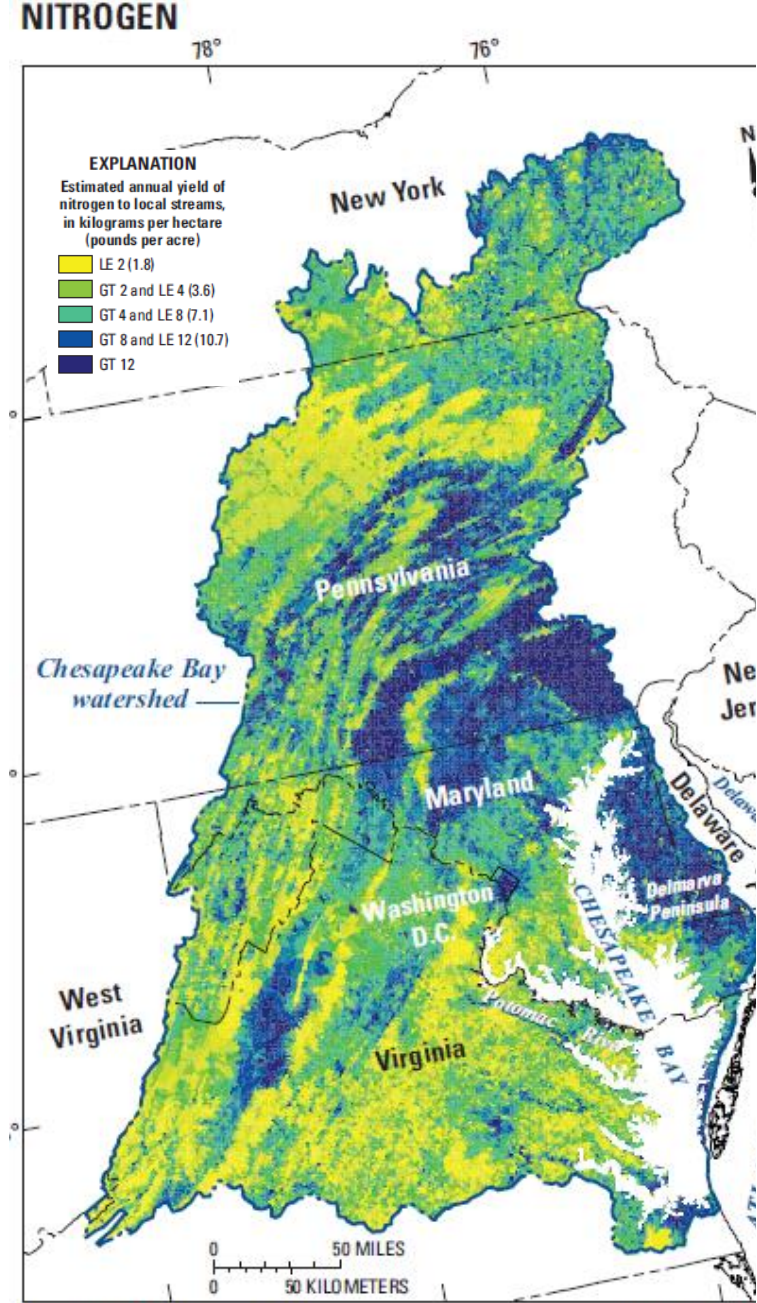 NITROGEN
78°
76°
N
EXPLANATION
Estimated annual yield of
nitrogen to local streams,
in kilograms per hectare
(pounds per acre)
LE 2 (1.8)
GT 2 and LE 4 (3.6)
GT 4 and LE 8 (7.1)
GT 8 and LE 12 (10.7)
GT 12
New York
Pennsylvania
Chesapeake Bay
watershed
Ne
Jer
Maryland
Delaware
Delawa
Delmarva
Peninsula
Washington
D.C.
CHESAPEAKE BAY
West
Virginia
Potomac River
Virginia
0 50 MILES
0 50 KILOMETERS